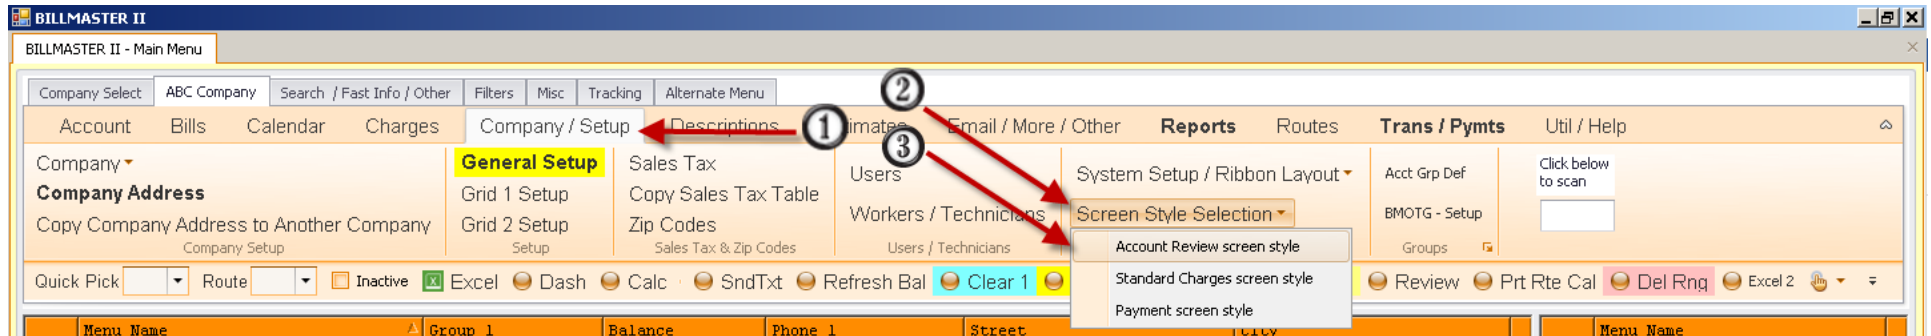 BILLMASTER II
BILLMASTER II - Main Menu
Company Select ABC Company Search / Fast Info / Other Filters Misc Tracking Alternate Menu
Account Bills Calendar Charges Company / Setup Descriptions Email / More / Other Reports Routes Trans / Pymts Util / Help
1
2
3
Company
Company Address
Copy Company Address to Another Company
Company Setup
General Setup
Grid 1 Setup
Grid 2 Setup
Setup
Sales Tax
Copy Sales Tax Table
Zip Codes
Sales Tax & Zip Codes
Users
Workers / Technicians
Users / Technicians
System Setup / Ribbon Layout
Screen Style Selection
Account Review screen style
Standard Charges screen style
Payment screen style
Acct Grp Def
BMOTG - Setup
Groups
Click below
to scan
Quick Pick Route Inactive Excel Dash Calc SndTxt Refresh Bal Clear 1 Review Prt Rte Cal Del Rng Excel 2
Menu Name Group 1 Balance Phone 1 Street City Menu Name